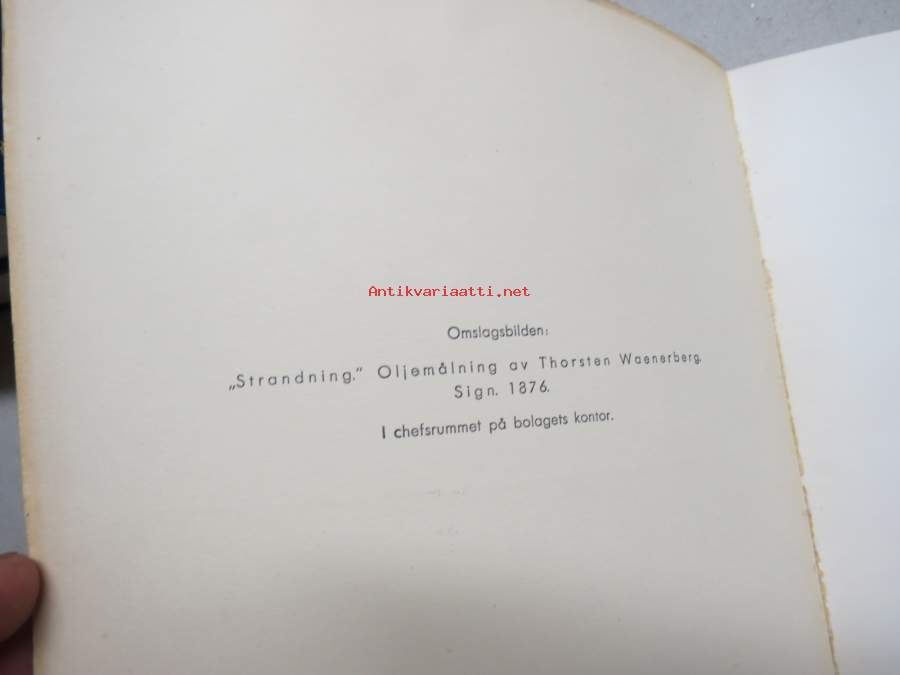 Antikvariaatti.net
Omslagsbilden:
„Strandning.” Oljemålning av Thorsten Waenerberg.
Sign. 1876.
I chefsrummet på bolagets kontor.